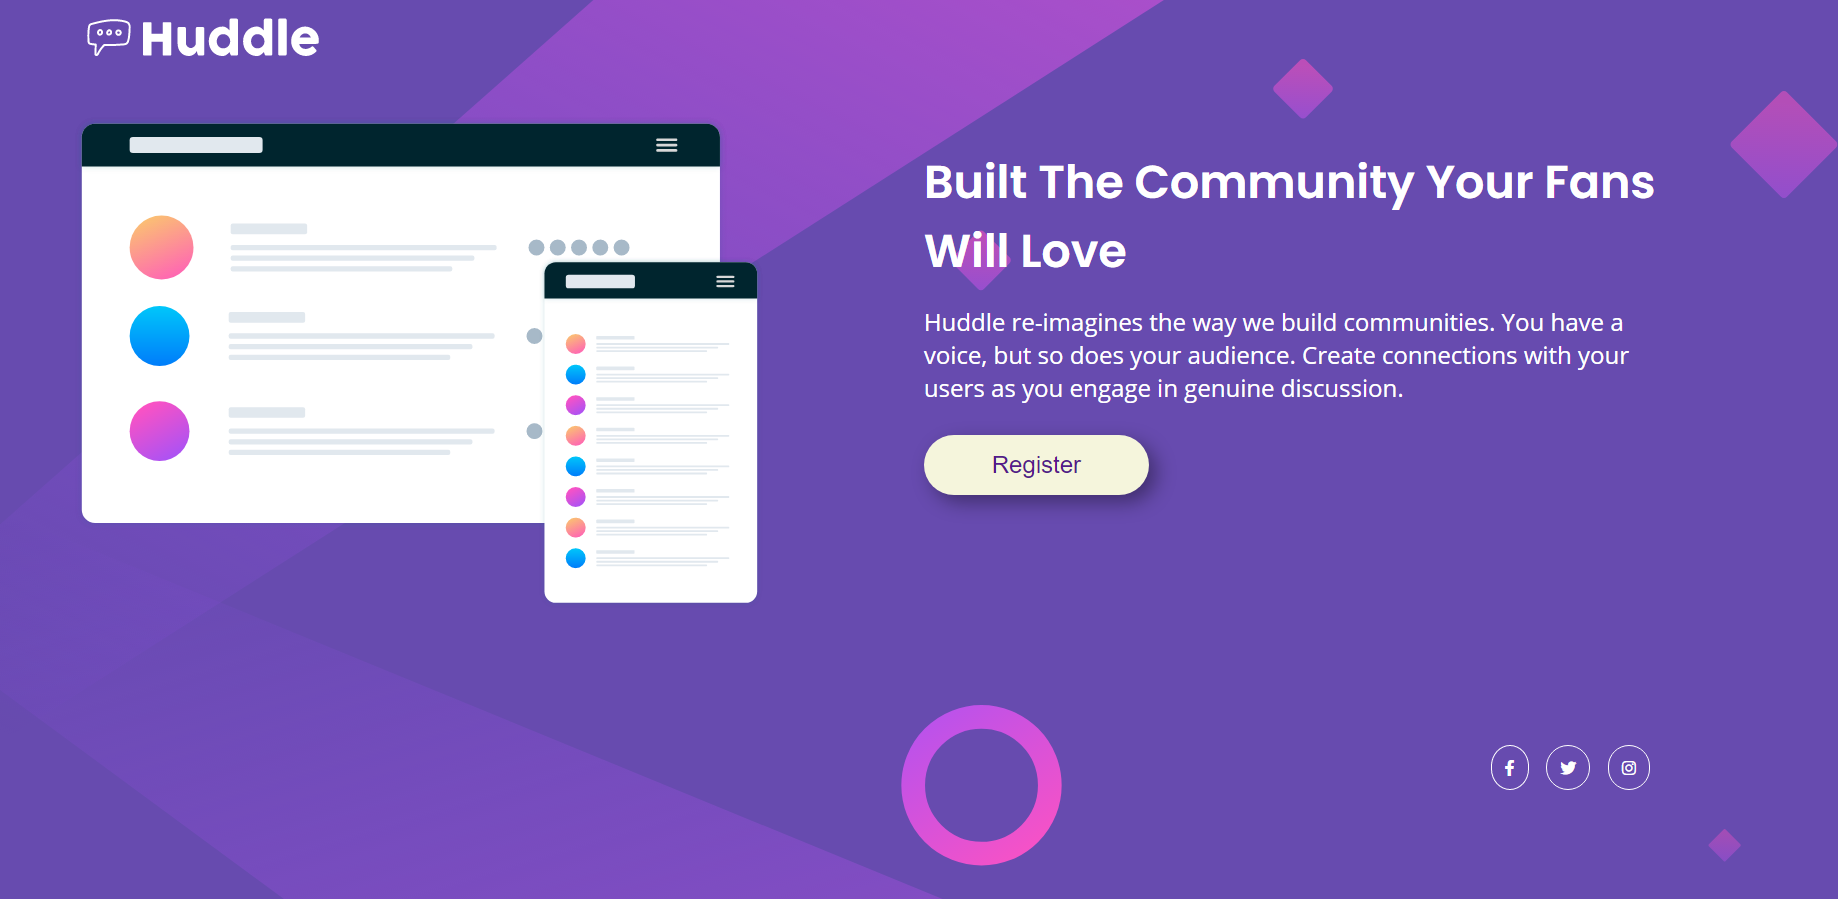 Huddle
Built The Community Your Fans
Will Love
Huddle re-imagines the way we build communities. You have a
voice, but so does your audience. Create connections with your
users as you engage in genuine discussion.
Register